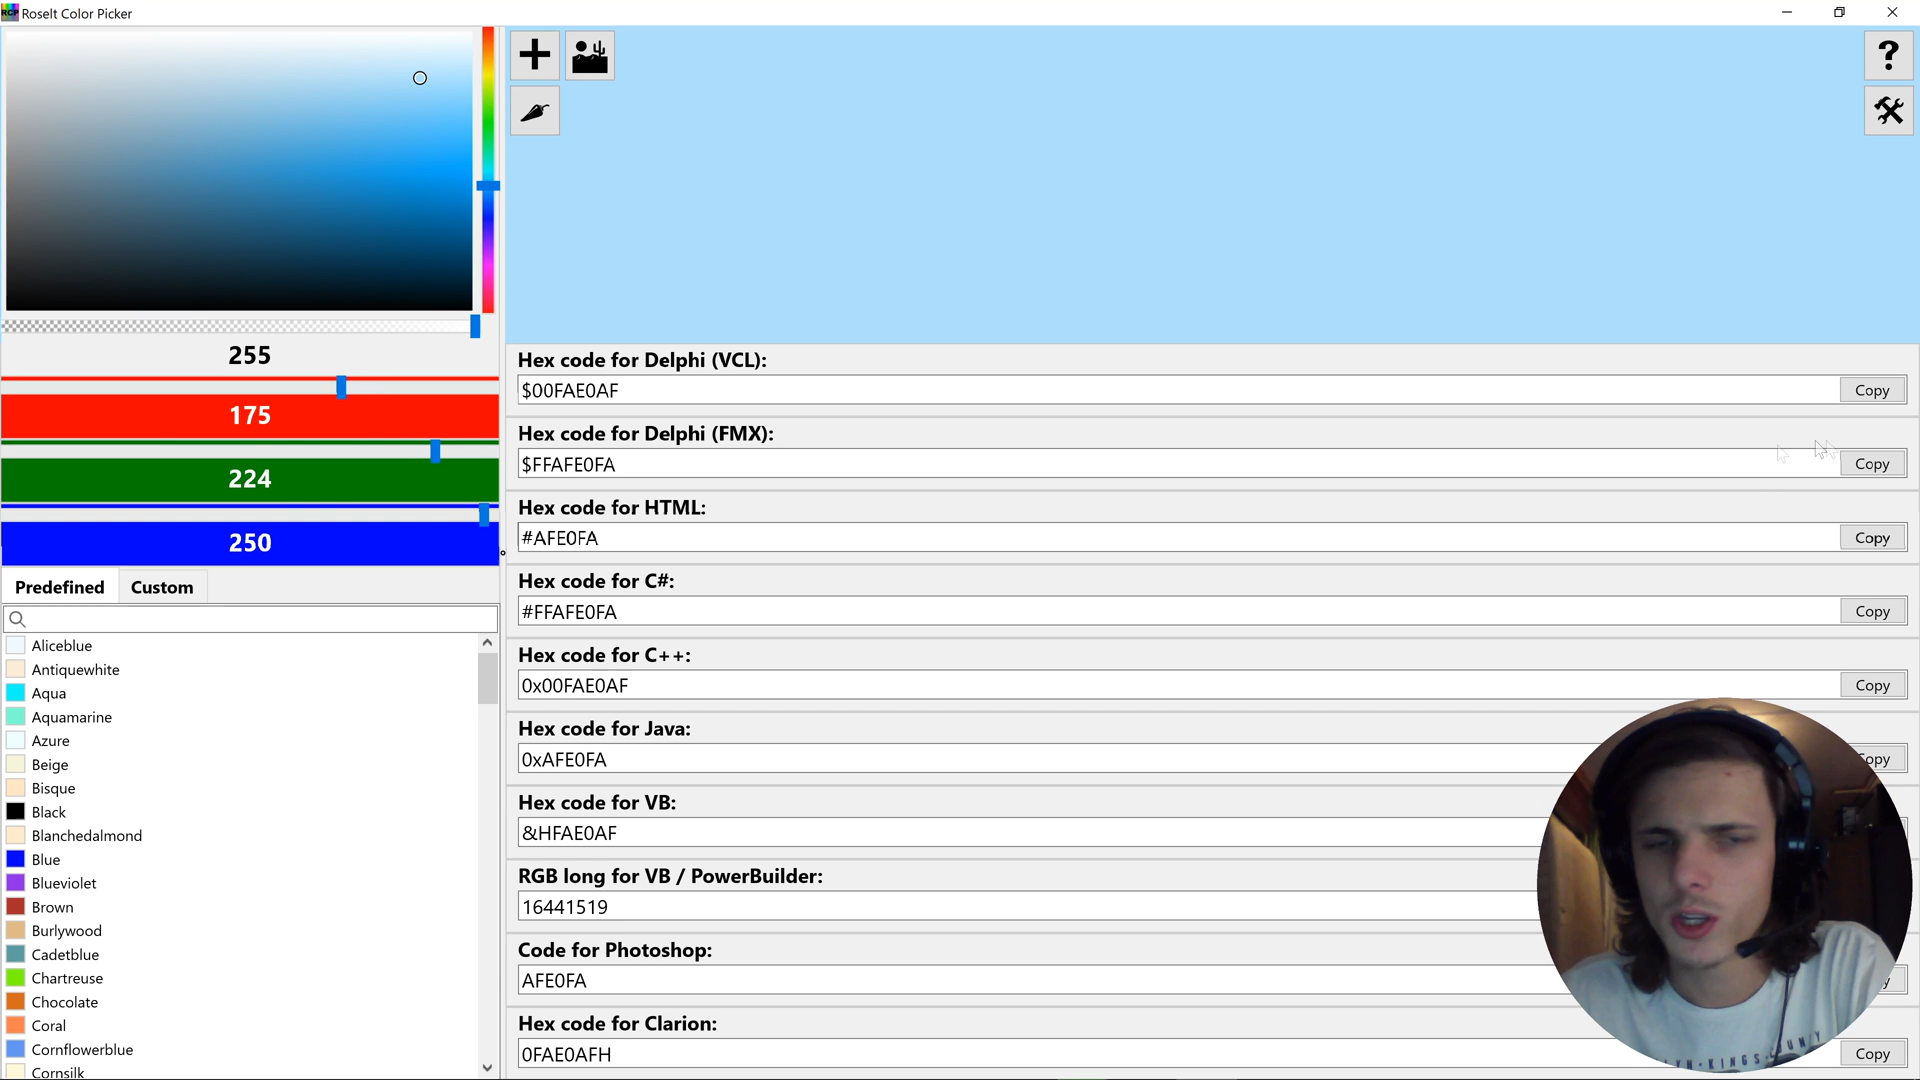 RCP Roselt Color Picker
?
255
175
224
250
Predefined
Custom
Aliceblue
Antiquewhite
Aqua
Aquamarine
Azure
Beige
Bisque
Black
Blanchedalmond
Blue
Blueviolet
Brown
Burlywood
Cadetblue
Chartreuse
Chocolate
Coral
Cornflowerblue
Cornsilk
Hex code for Delphi (VCL):
$00FAE0AF
Copy
Hex code for Delphi (FMX):
$FFAFE0FA
Copy
Hex code for HTML:
#AFE0FA
Copy
Hex code for C#:
#FFAFE0FA
Copy
Hex code for C++:
0x00FAE0AF
Copy
Hex code for Java:
0xAFE0FA
Copy
Hex code for VB:
&HFAE0AF
RGB long for VB / PowerBuilder:
16441519
Code for Photoshop:
AFE0FA
Hex code for Clarion:
0FAE0AFH
Copy